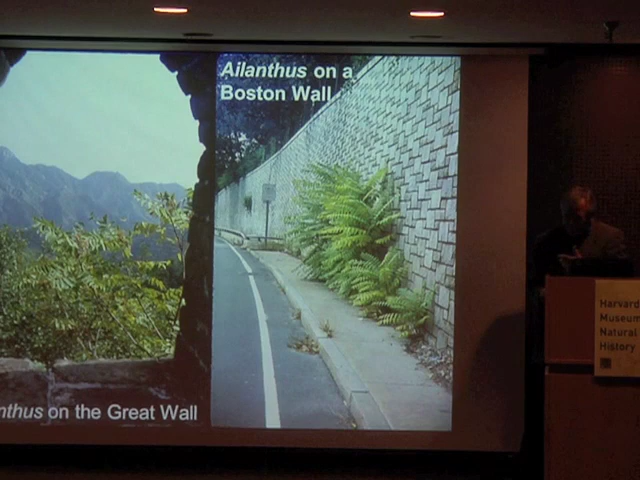 Ailanthus on a
Boston Wall
nthus on the Great Wall
Harvard
Museum
Natural
History